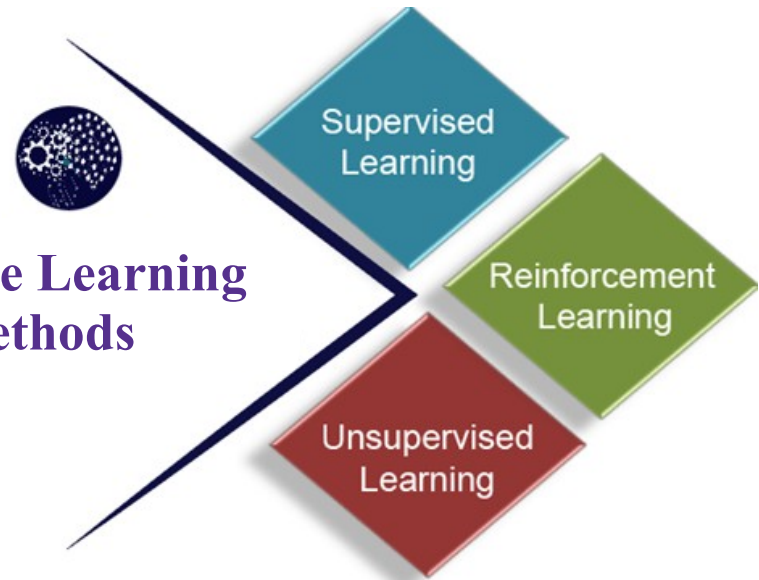 Supervised
Learning
e Learning
ethods
Reinforcement
Learning
Unsupervised
Learning